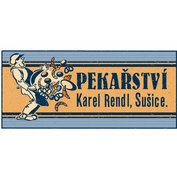 PEKAŘSTVÍ
Karel Rendl, Sušice.